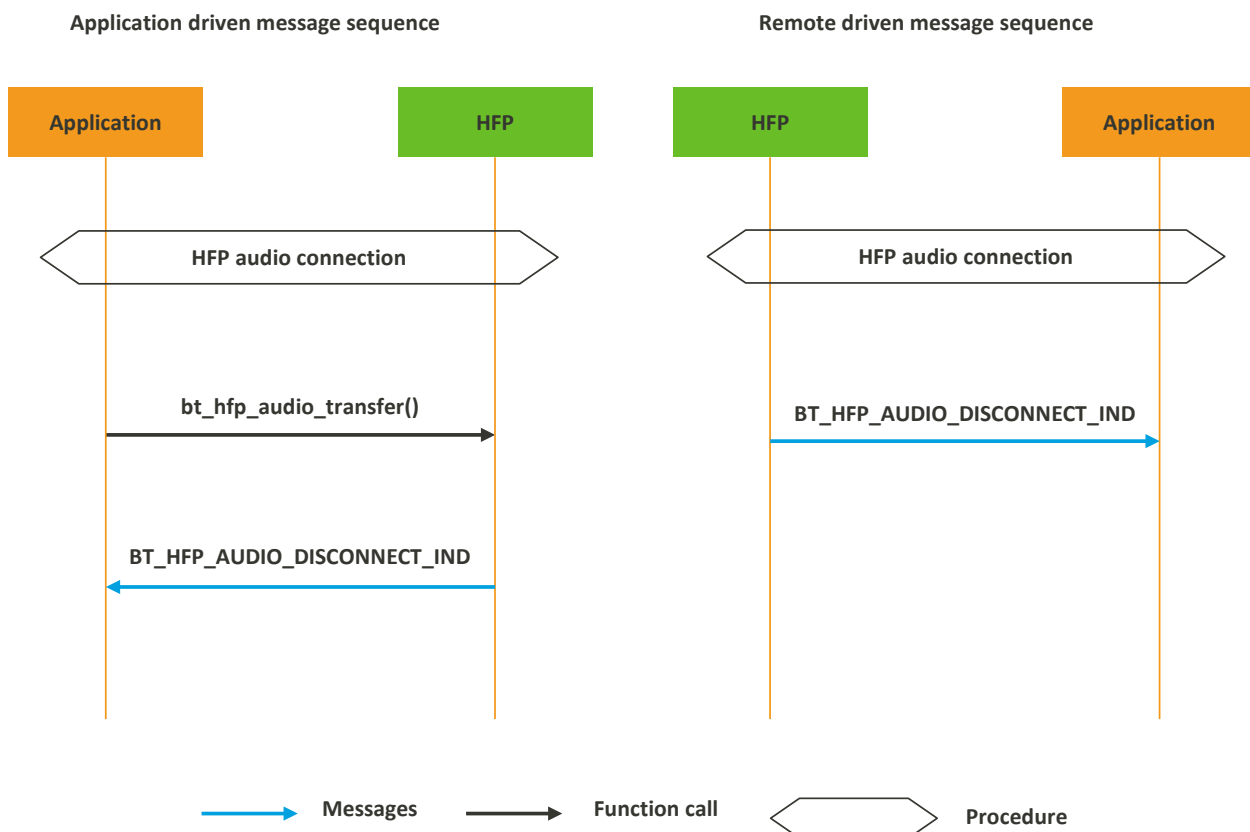 Application driven message sequence
Remote driven message sequence
Application
HFP
HFP
Application
HFP audio connection
HFP audio connection
bt_hfp_audio_transfer()
BT_HFP_AUDIO_DISCONNECT_IND
BT_HFP_AUDIO_DISCONNECT_IND
Messages
Function call
Procedure